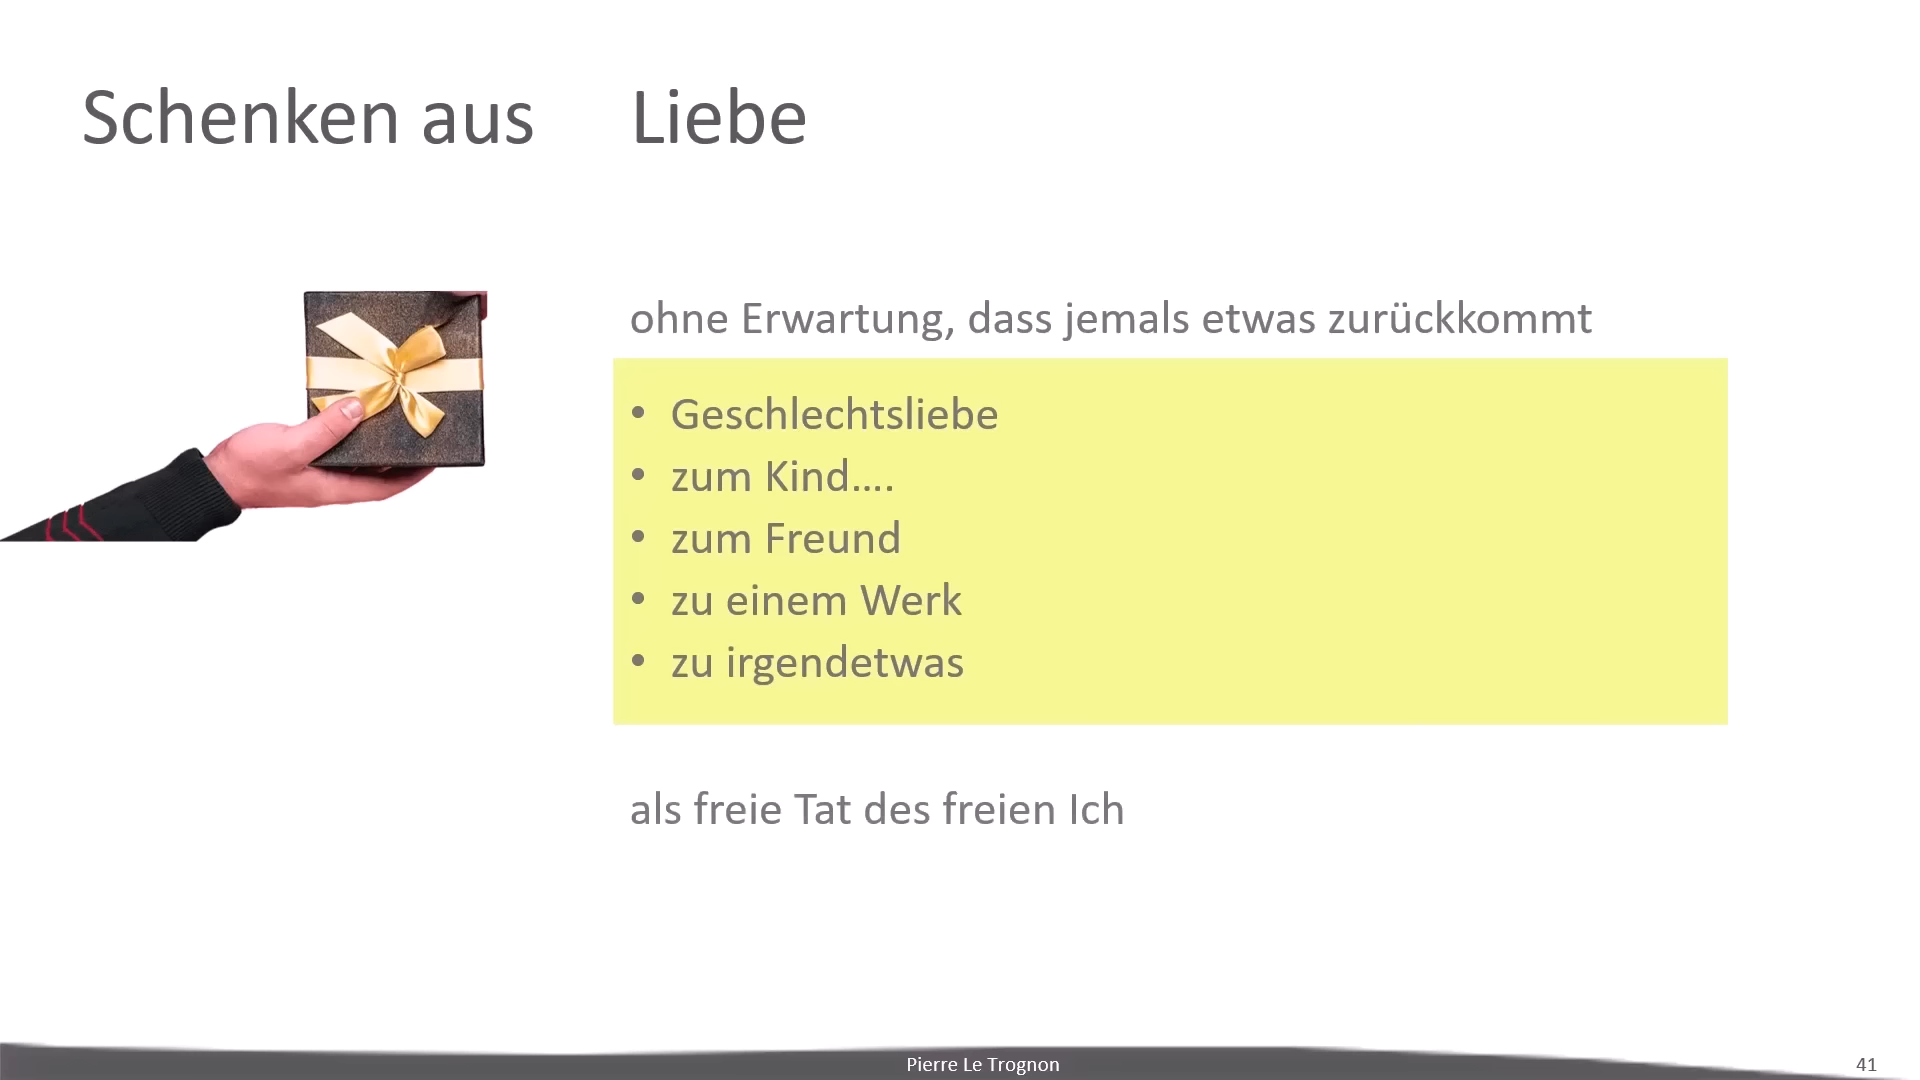 Schenken aus Liebe
ohne Erwartung, dass jemals etwas zurückkommt
• Geschlechtsliebe
• zum Kind....
• zum Freund
• zu einem Werk
• zu irgendetwas
als freie Tat des freien Ich
Pierre Le Trognon
41